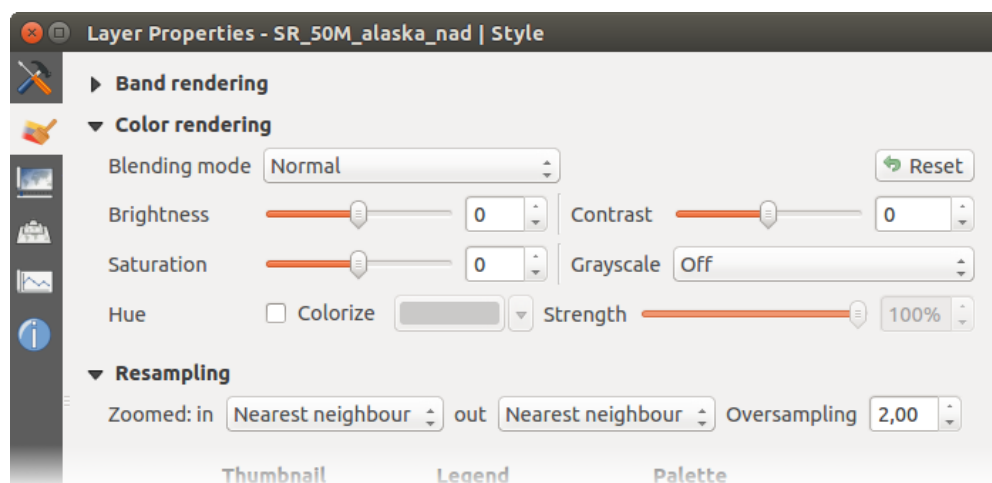 Layer Properties - SR_50M_alaska_nad | Style
Band rendering
Color rendering
Blending mode Normal Reset
Brightness 0 Contrast 0
Saturation 0 Grayscale Off
Hue Colorize Strength 100%
Resampling
Zoomed: in Nearest neighbour out Nearest neighbour Oversampling 2,00
Thumbnail Legend Palette